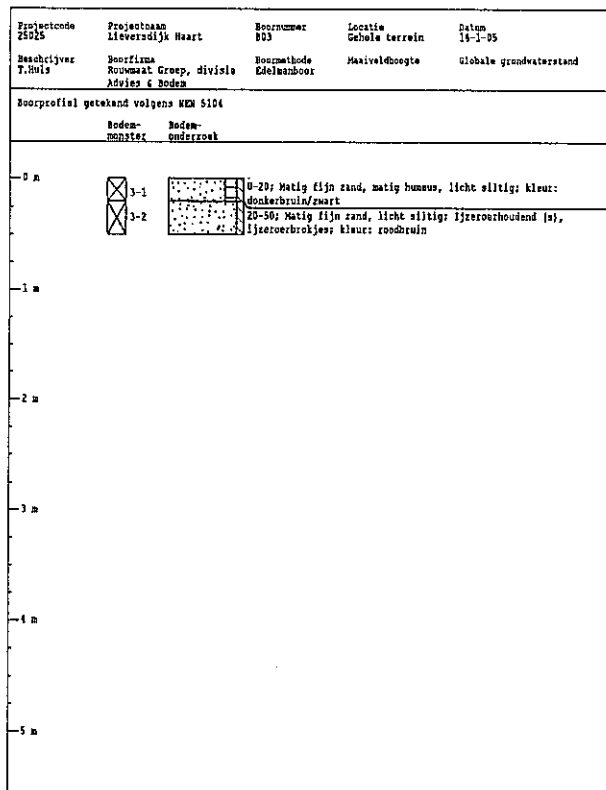 Projectcode Projectnaam Boornummer Locatie Datum
25025 Lieversdijk Haart B03 Gehele terrein 14-1-05
Beschrijver Boorfirma Boormethode Maaiveldhoogte Globale grondwaterstand
T.Huls Rouwmaat Groep, divisie Edelmanboor
Advies & Bodem
Boorprofiel getekend volgens NEN 5104
Bodem- Bodem-
monster onderzoek
0 m
3-1 0-20; Matig fijn zand, matig humeus, licht siltig; kleur:
donkerbruin/zwart
3-2 20-50; Matig fijn zand, licht siltig; Ijzeroerhoudend (s),
Ijzeroerbrokjes; kleur: roodbruin
1 m
2 m
3 m
4 m
5 m